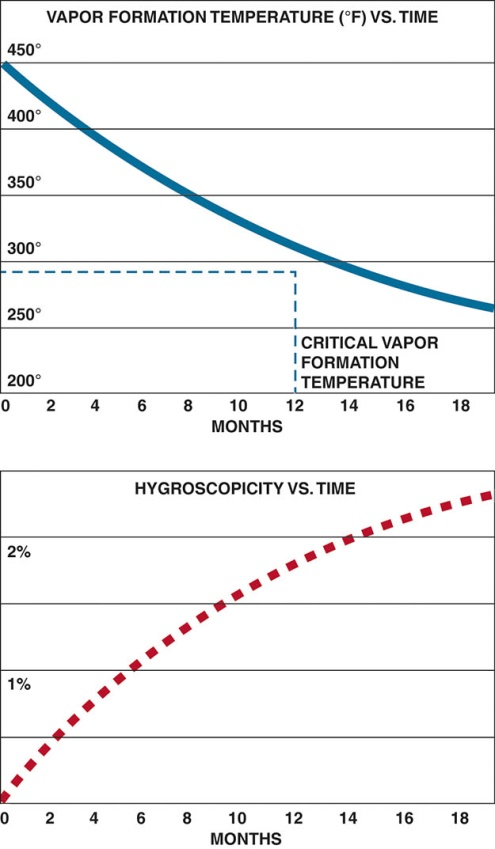 VAPOR FORMATION TEMPERATURE (°F) VS. TIME
450°
400°
350°
300°
250°
CRITICAL VAPOR
FORMATION
TEMPERATURE
200°
0 2 4 6 8 10 12 14 16 18
MONTHS
HYGROSCOPICITY VS. TIME
2%
1%
0 2 4 6 8 10 12 14 16 18
MONTHS